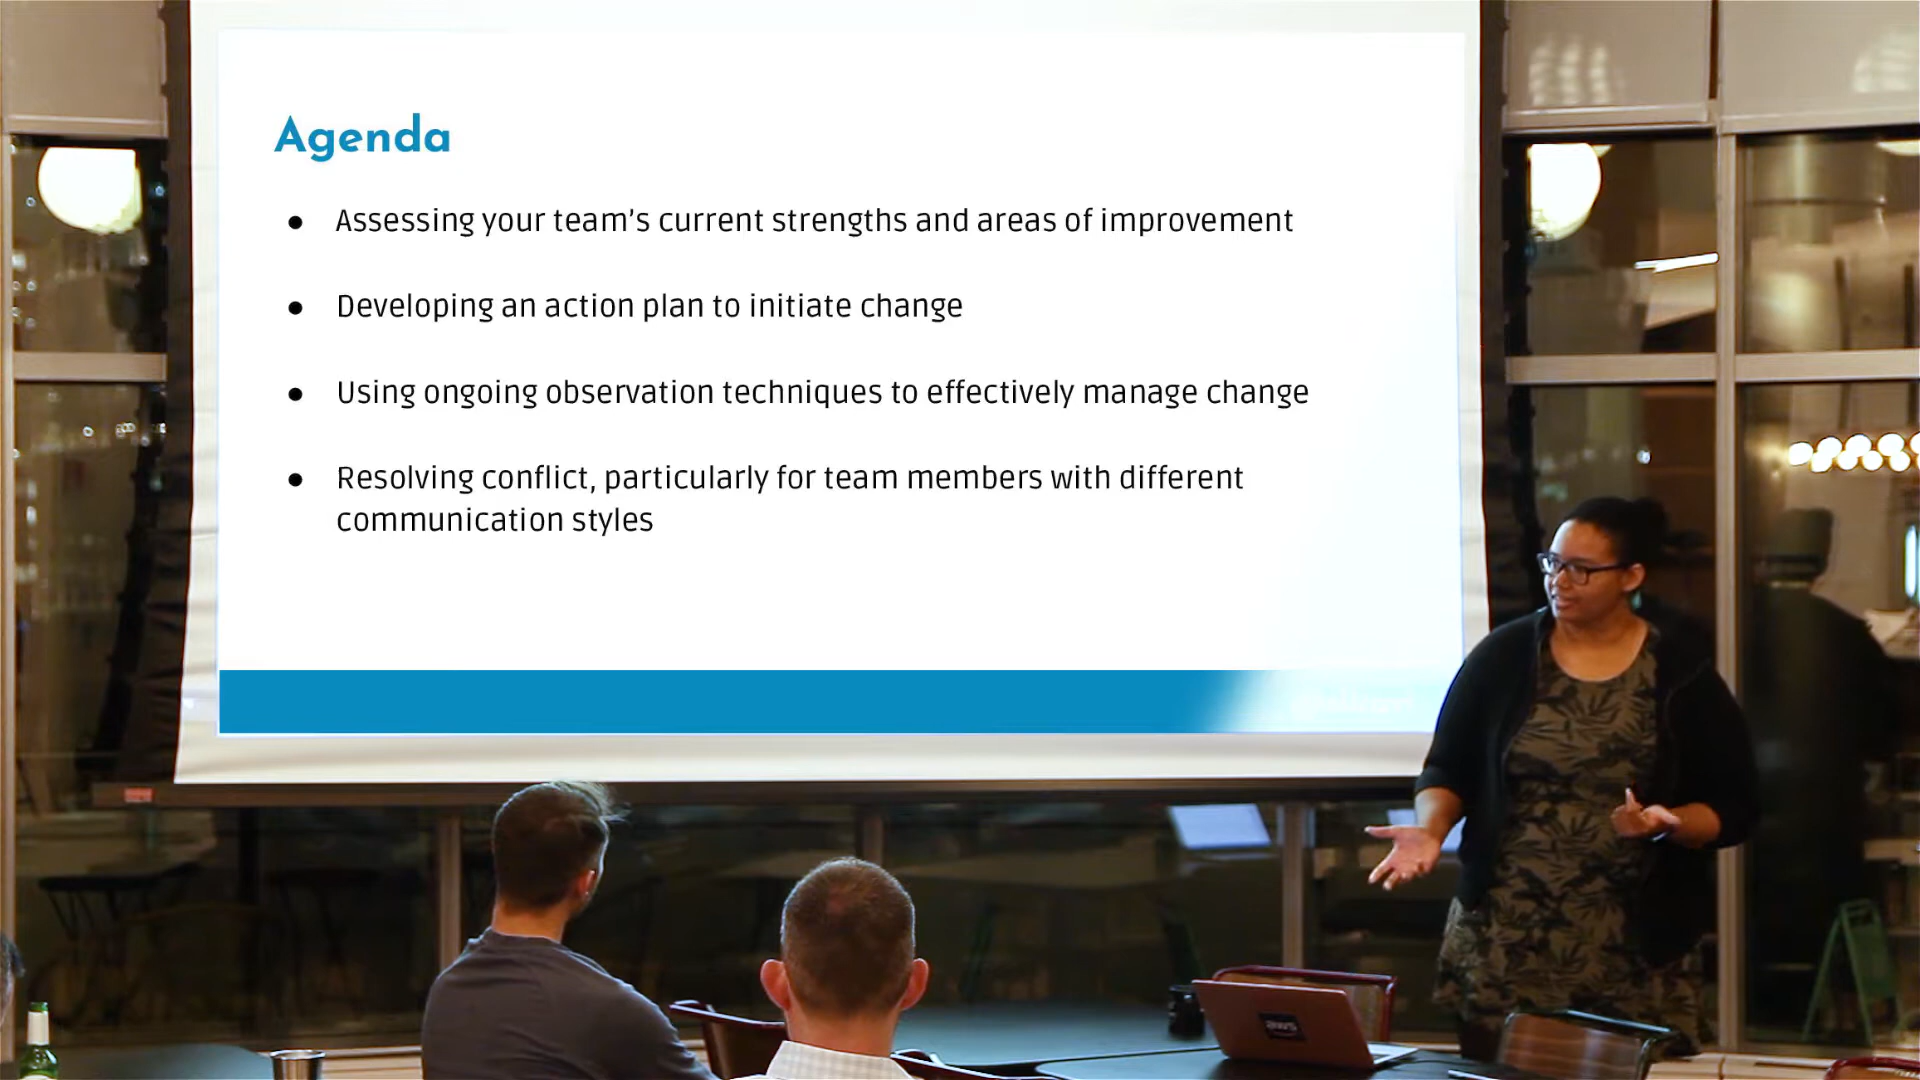 Agenda
● Assessing your team’s current strengths and areas of improvement
● Developing an action plan to initiate change
● Using ongoing observation techniques to effectively manage change
● Resolving conflict, particularly for team members with different
communication styles
aws